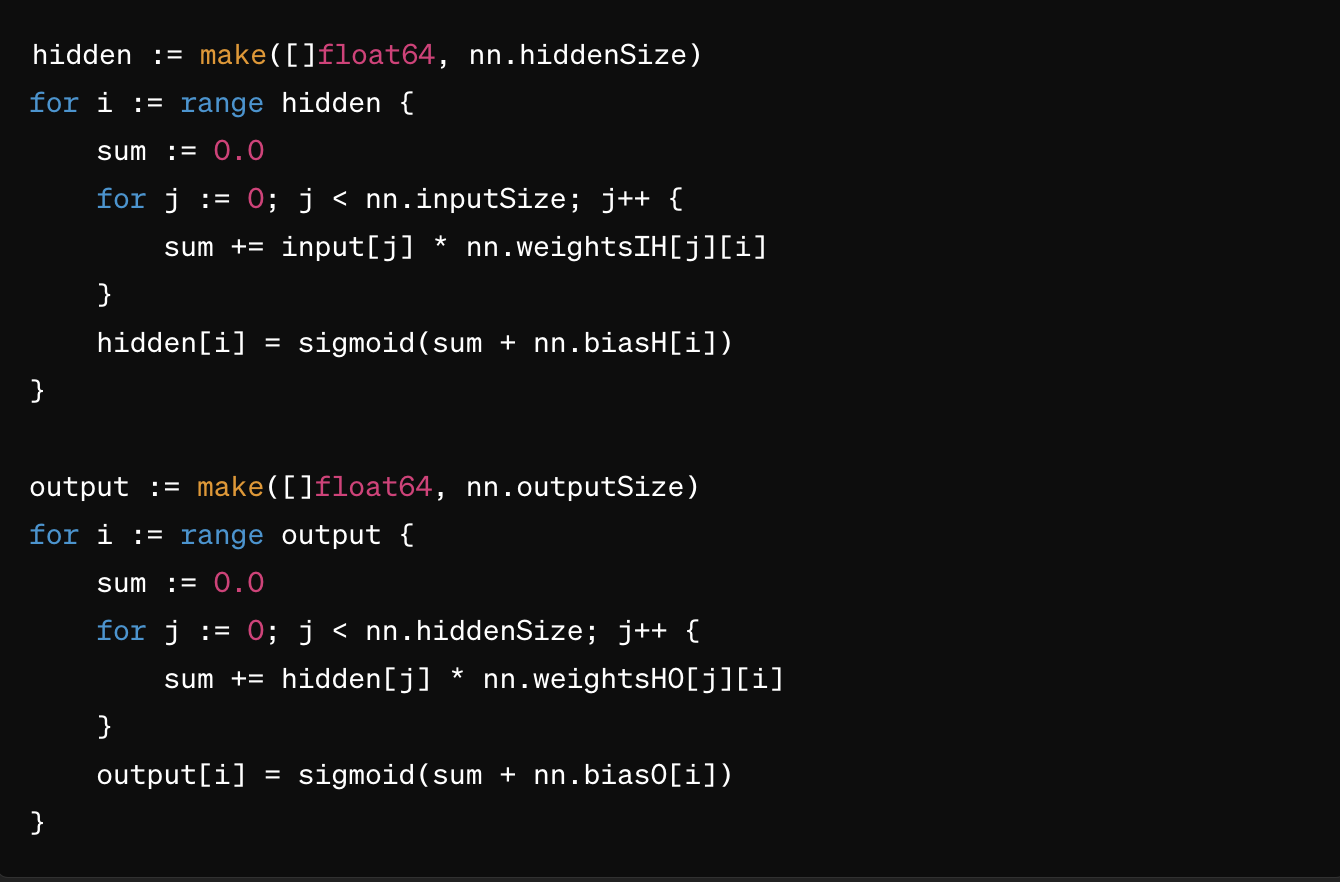 hidden := make([]float64, nn.hiddenSize)
for i := range hidden {
    sum := 0.0
    for j := 0; j < nn.inputSize; j++ {
        sum += input[j] * nn.weightsIH[j][i]
    }
    hidden[i] = sigmoid(sum + nn.biasH[i])
}

output := make([]float64, nn.outputSize)
for i := range output {
    sum := 0.0
    for j := 0; j < nn.hiddenSize; j++ {
        sum += hidden[j] * nn.weightsHO[j][i]
    }
    output[i] = sigmoid(sum + nn.biasO[i])
}